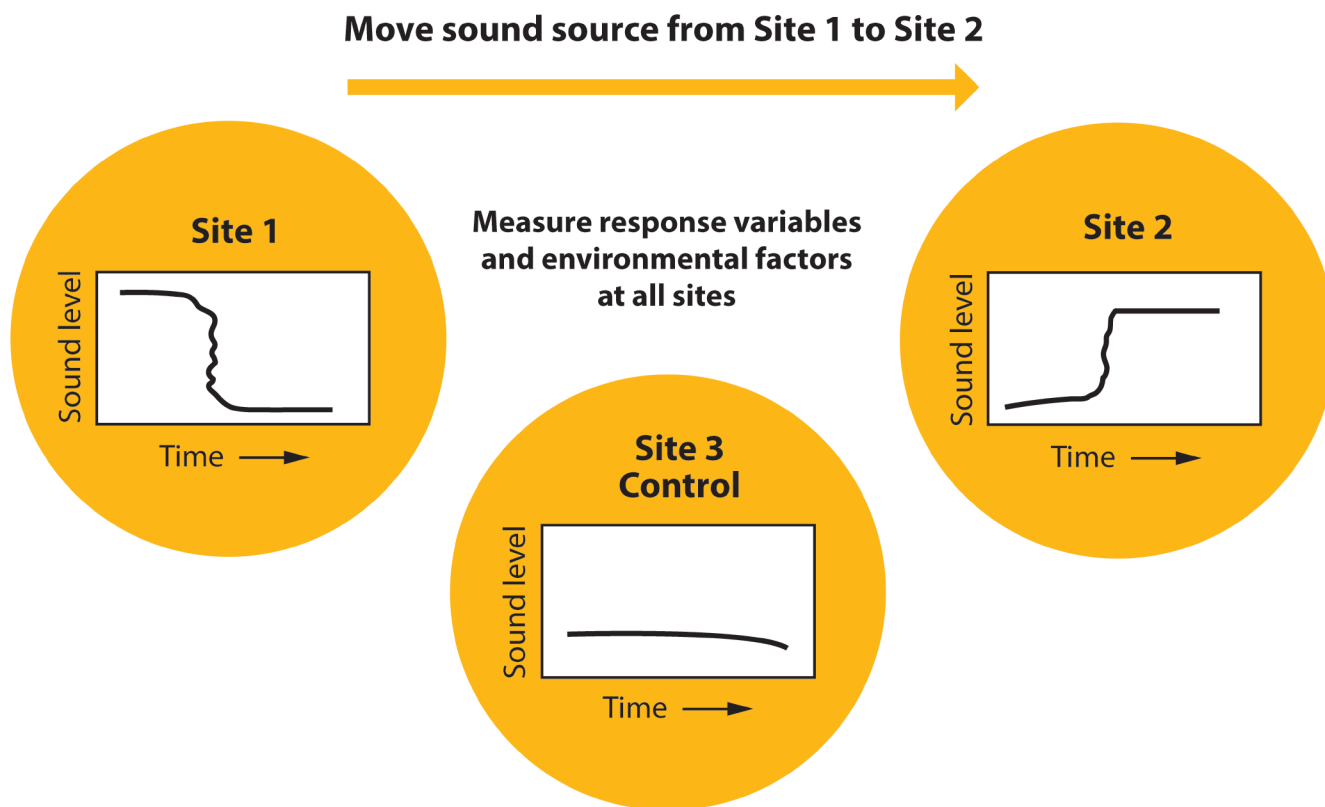 Move sound source from Site 1 to Site 2
Site 1
Sound level
Time
Measure response variables
and environmental factors
at all sites
Site 2
Sound level
Time
Site 3
Control
Sound level
Time